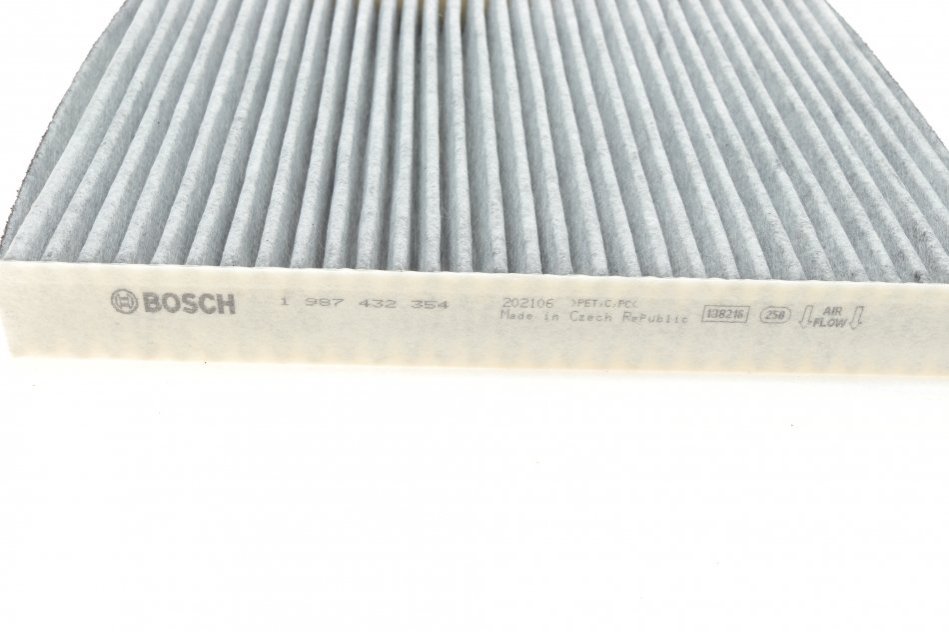 BOSCH 1 987 432 354
202106 >PET,C,PC<
Made in Czech RePublic
138216
258
AIR
FLOW